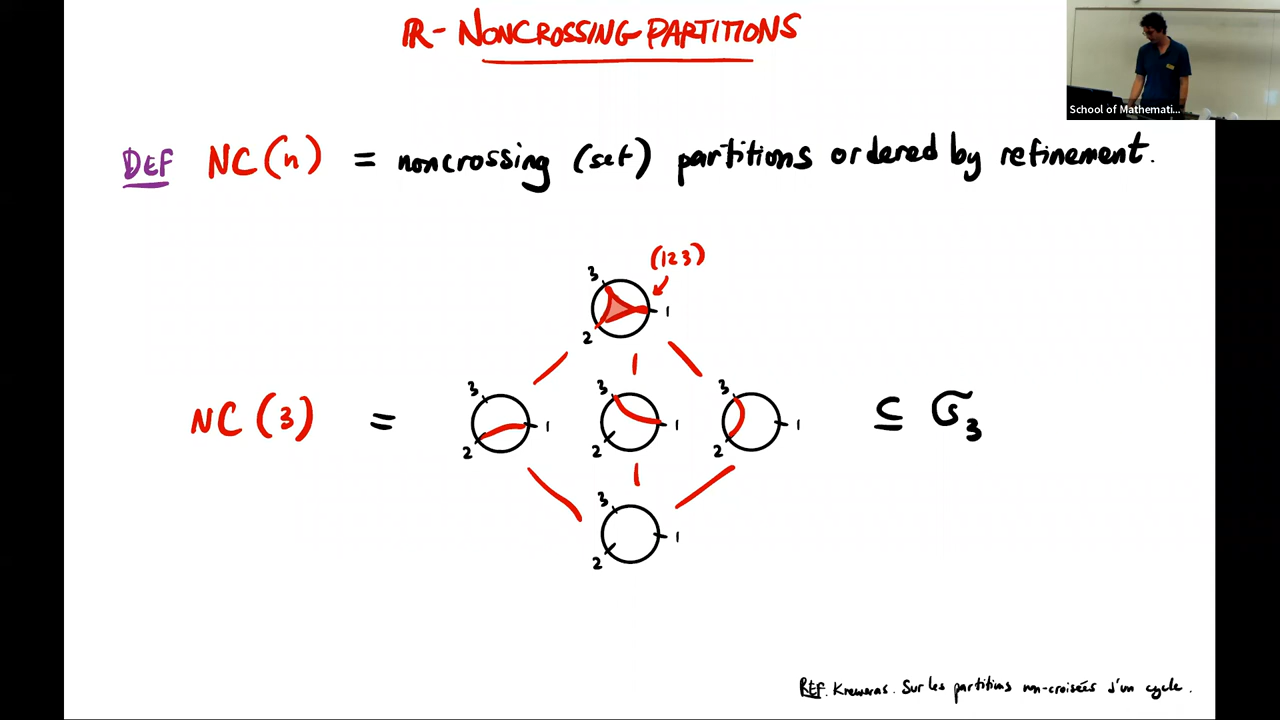 IR- NONCROSSING PARTITIONS
School of Mathemati...
DEF NC(n) = noncrossing (set) partitions ordered by refinement.
(123)
3
1
2
NC(3) =
3
1
2
3
1
2
3
1
2
⊆ 𝔖₃
3
1
2
REF. Kreweras. Sur les partitions non-croisées d'un cycle.